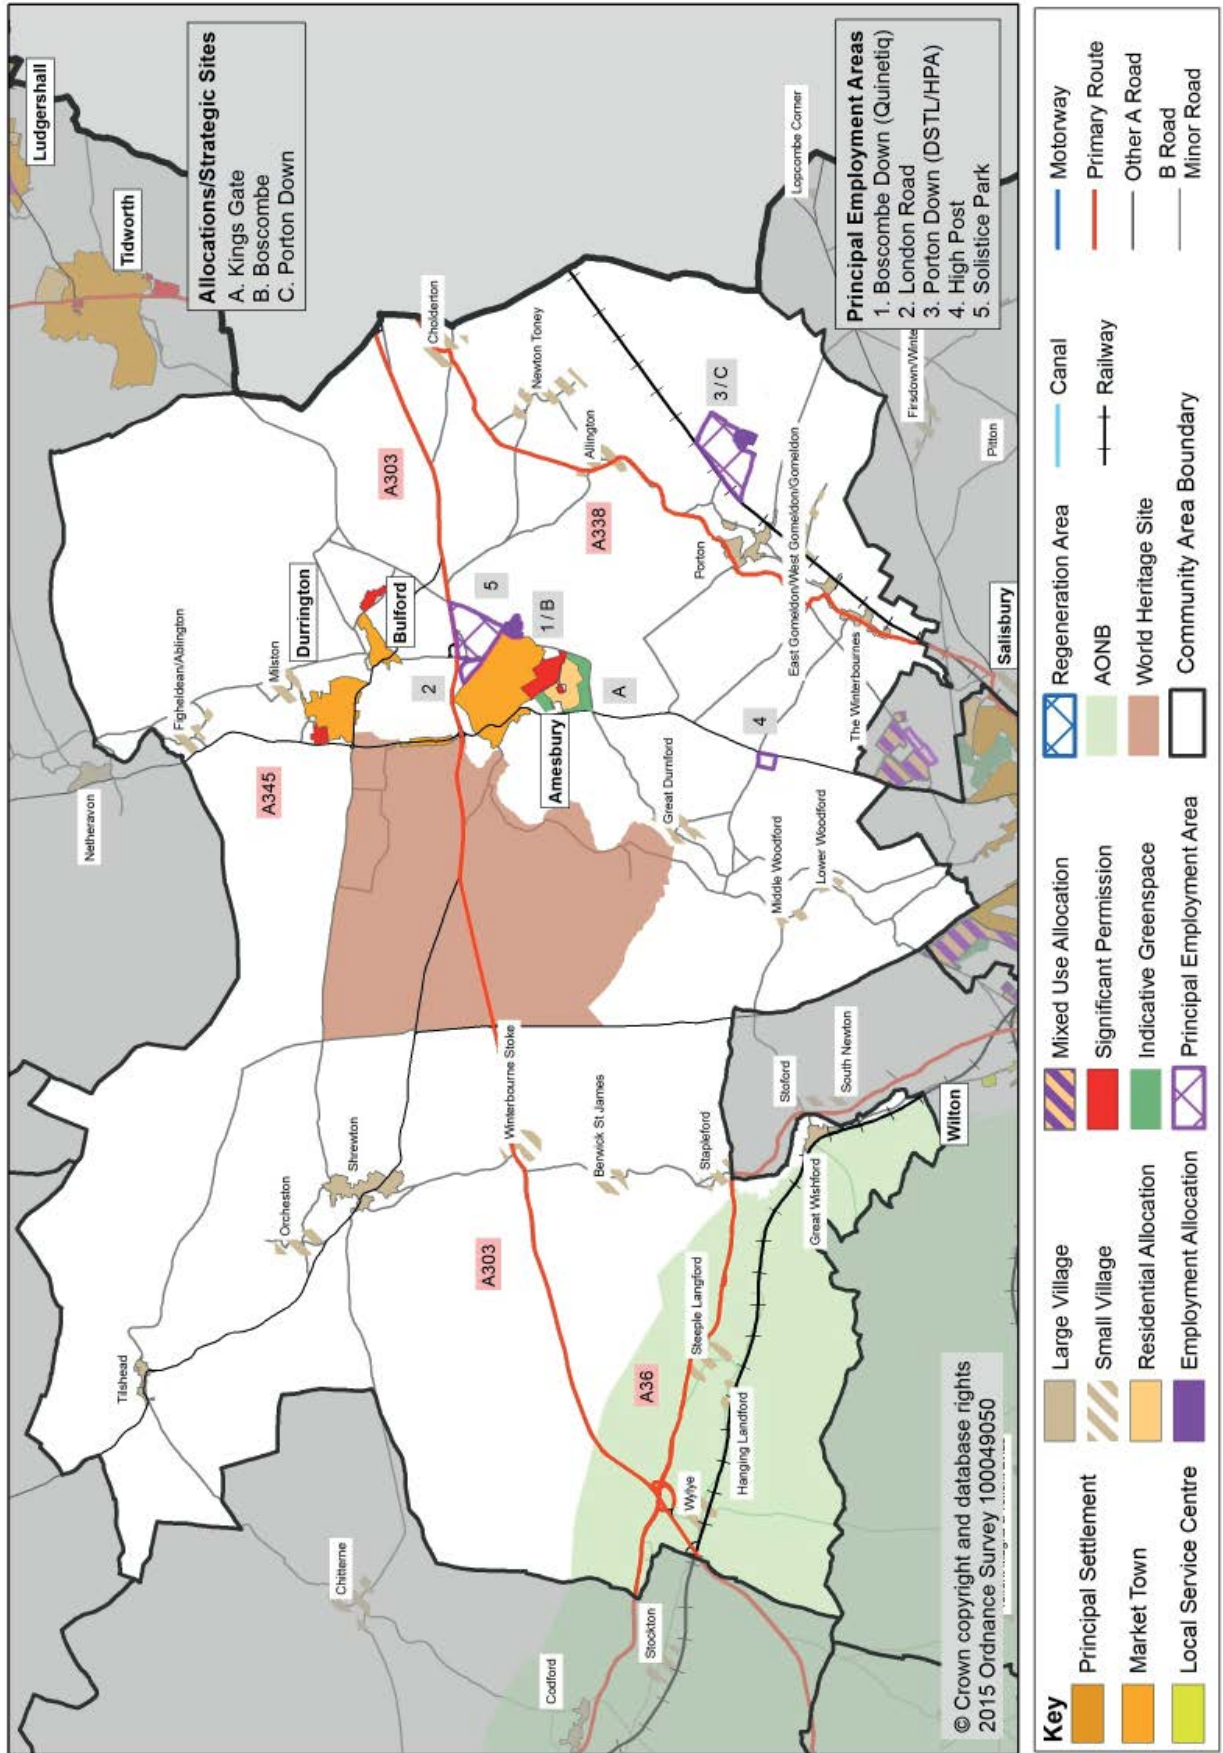 Ludgershall
Tidworth
Allocations/Strategic Sites
A. Kings Gate
B. Boscombe
C. Porton Down
Netheravon
Figheldean/Ablington
Milston
Durrington
Bulford
A345
A303
Cholderton
Newton Toney
Allington
A338
5
1 / B
2
A
Amesbury
3 / C
Porton
East Gomeldon/West Gomeldon/Gomeldon
The Winterbournes
4
Great Durnford
Middle Woodford
Lower Woodford
Lopcombe Corner
Firsdown/Winte
Pitton
Salisbury
Principal Employment Areas
1. Boscombe Down (Quinetiq)
2. London Road
3. Porton Down (DSTL/HPA)
4. High Post
5. Solistice Park
Tilshead
Orcheston
Shrewton
Chitterne
Winterbourne Stoke
Berwick St James
Stapleford
A303
A36
Steeple Langford
Hanging Landford
Wylye
Stockton
Codford
Great Wishford
Stoford
South Newton
Wilton
© Crown copyright and database rights
2015 Ordnance Survey 100049050
Key
Principal Settlement
Market Town
Local Service Centre
Large Village
Small Village
Residential Allocation
Employment Allocation
Mixed Use Allocation
Significant Permission
Indicative Greenspace
Principal Employment Area
Regeneration Area
AONB
World Heritage Site
Community Area Boundary
Canal
Railway
Motorway
Primary Route
Other A Road
B Road
Minor Road